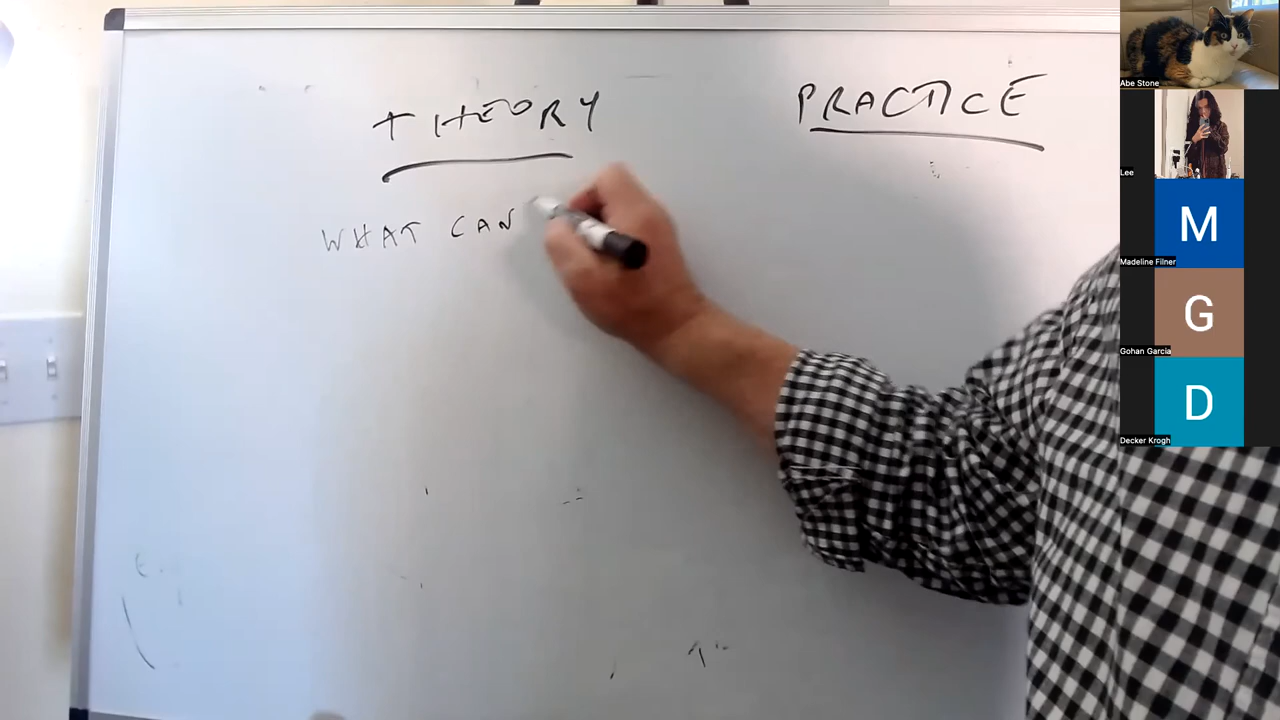 THEORY PRACTICE
WHAT CAN
Abe Stone
Lee
M
Madeline Filner
G
Gohan Garcia
D
Decker Krogh